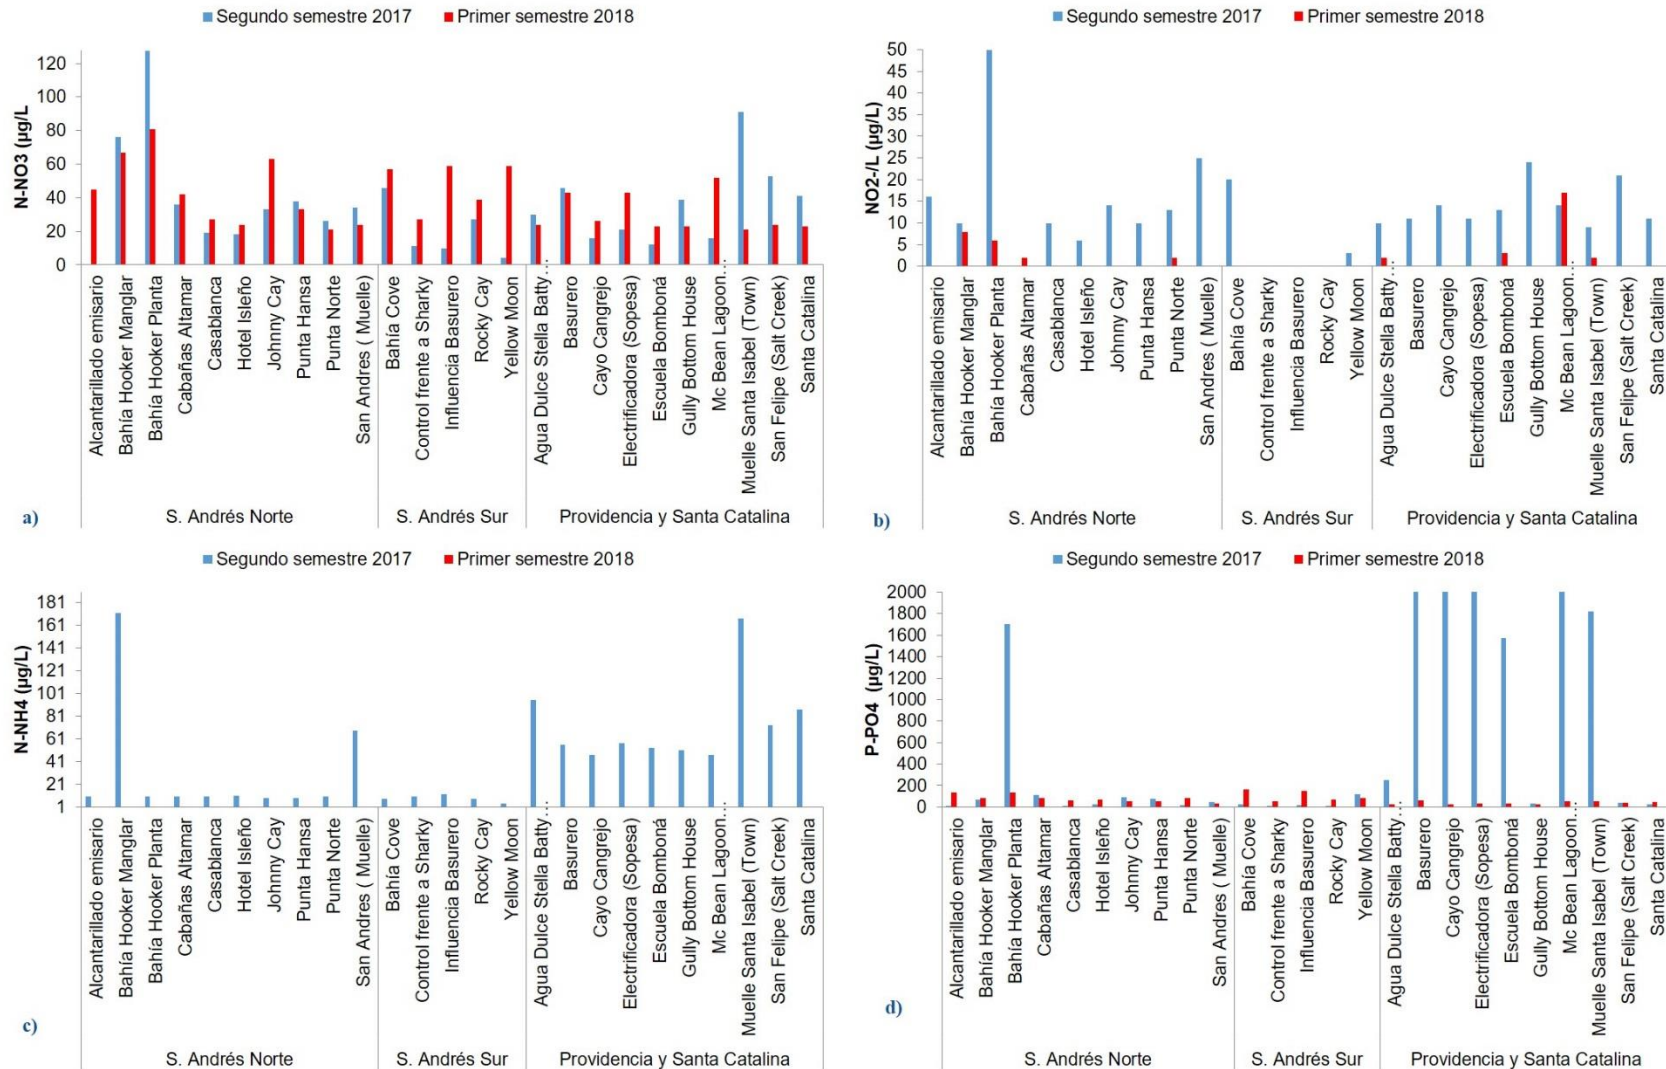 Segundo semestre 2017 Primer semestre 2018
N-NO3 (µg/L)
120
100
80
60
40
20
0
Alcantarillado emisario
Bahía Hooker Manglar
Bahía Hooker Planta
Cabañas Altamar
Casablanca
Hotel Isleño
Johnny Cay
Punta Hansa
Punta Norte
San Andres ( Muelle)
Bahía Cove
Control frente a Sharky
Influencia Basurero
Rocky Cay
Yellow Moon
Agua Dulce Stella Batty...
Basurero
Cayo Cangrejo
Electrificadora (Sopesa)
Escuela Bomboná
Gully Bottom House
Mc Bean Lagoon...
Muelle Santa Isabel (Town)
San Felipe (Salt Creek)
Santa Catalina
S. Andrés Norte
S. Andrés Sur
Providencia y Santa Catalina
a)
Segundo semestre 2017 Primer semestre 2018
NO2-/L (µg/L)
50
45
40
35
30
25
20
15
10
5
0
Alcantarillado emisario
Bahía Hooker Manglar
Bahía Hooker Planta
Cabañas Altamar
Casablanca
Hotel Isleño
Johnny Cay
Punta Hansa
Punta Norte
San Andres ( Muelle)
Bahía Cove
Control frente a Sharky
Influencia Basurero
Rocky Cay
Yellow Moon
Agua Dulce Stella Batty...
Basurero
Cayo Cangrejo
Electrificadora (Sopesa)
Escuela Bomboná
Gully Bottom House
Mc Bean Lagoon...
Muelle Santa Isabel (Town)
San Felipe (Salt Creek)
Santa Catalina
S. Andrés Norte
S. Andrés Sur
Providencia y Santa Catalina
b)
Segundo semestre 2017 Primer semestre 2018
N-NH4 (µg/L)
181
161
141
121
101
81
61
41
21
1
Alcantarillado emisario
Bahía Hooker Manglar
Bahía Hooker Planta
Cabañas Altamar
Casablanca
Hotel Isleño
Johnny Cay
Punta Hansa
Punta Norte
San Andres ( Muelle)
Bahía Cove
Control frente a Sharky
Influencia Basurero
Rocky Cay
Yellow Moon
Agua Dulce Stella Batty...
Basurero
Cayo Cangrejo
Electrificadora (Sopesa)
Escuela Bomboná
Gully Bottom House
Mc Bean Lagoon...
Muelle Santa Isabel (Town)
San Felipe (Salt Creek)
Santa Catalina
S. Andrés Norte
S. Andrés Sur
Providencia y Santa Catalina
c)
Segundo semestre 2017 Primer semestre 2018
P-PO4 (µg/L)
2000
1800
1600
1400
1200
1000
800
600
400
200
0
Alcantarillado emisario
Bahía Hooker Manglar
Bahía Hooker Planta
Cabañas Altamar
Casablanca
Hotel Isleño
Johnny Cay
Punta Hansa
Punta Norte
San Andres ( Muelle)
Bahía Cove
Control frente a Sharky
Influencia Basurero
Rocky Cay
Yellow Moon
Agua Dulce Stella Batty...
Basurero
Cayo Cangrejo
Electrificadora (Sopesa)
Escuela Bomboná
Gully Bottom House
Mc Bean Lagoon...
Muelle Santa Isabel (Town)
San Felipe (Salt Creek)
Santa Catalina
S. Andrés Norte
S. Andrés Sur
Providencia y Santa Catalina
d)